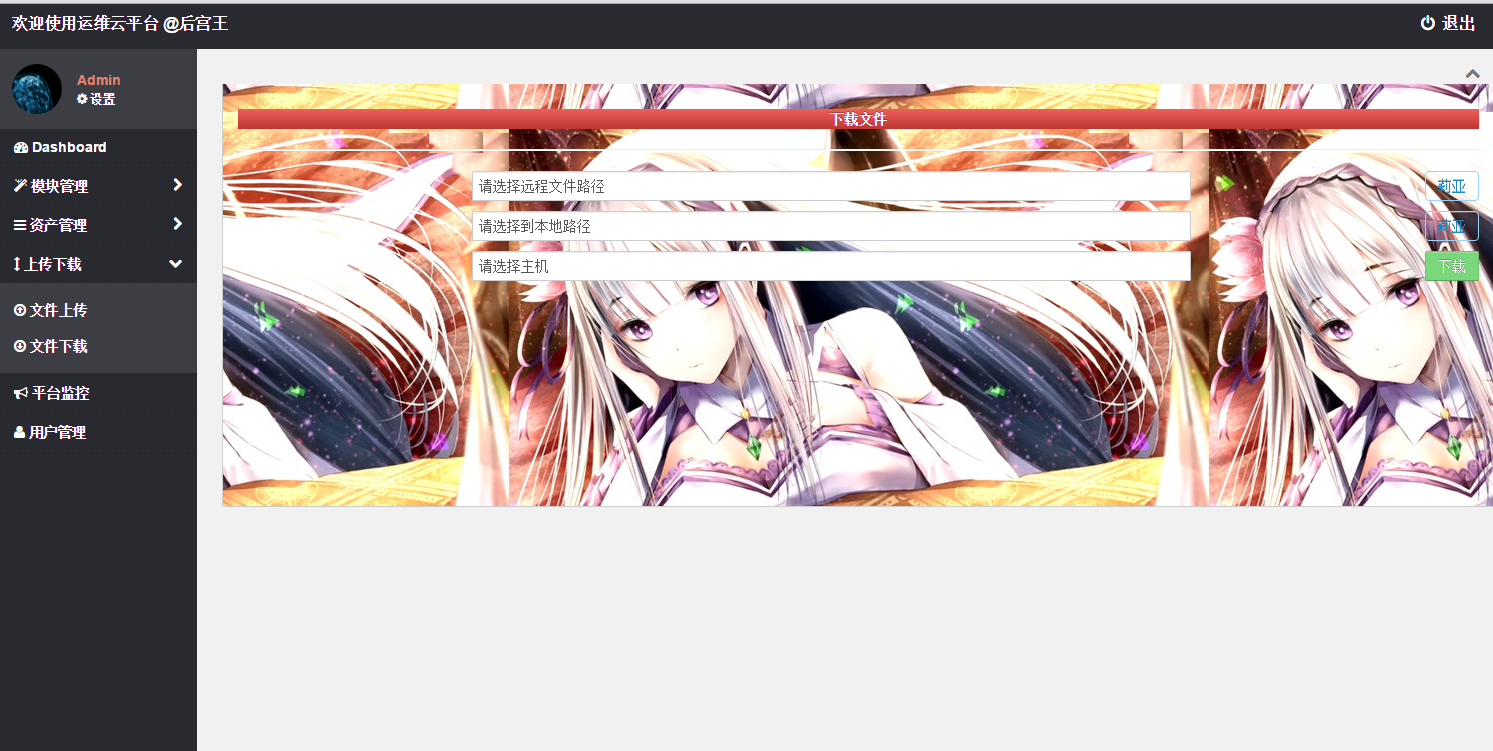 欢迎使用运维云平台 @后宫王
退出
Admin
设置
Dashboard
模块管理
资产管理
上传下载
文件上传
文件下载
平台监控
用户管理
下载文件
请选择远程文件路径
莉亚
请选择到本地路径
莉亚
请选择主机
下载